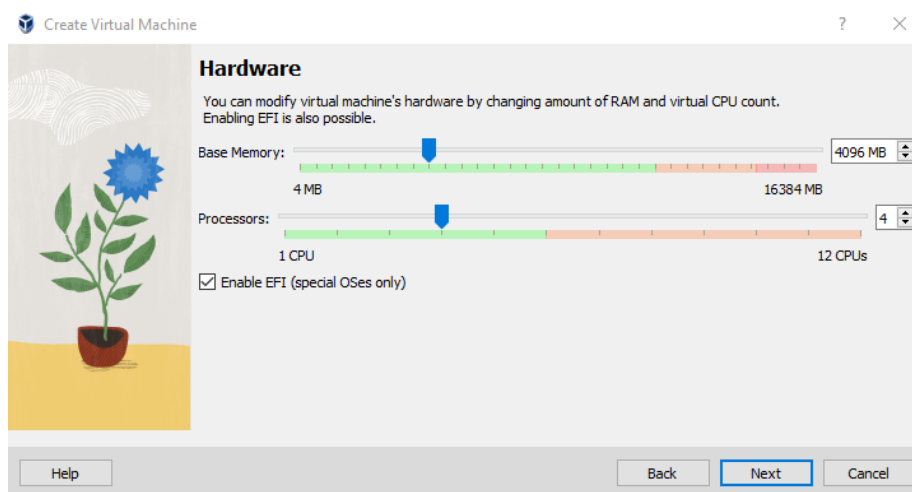 Create Virtual Machine
Hardware
You can modify virtual machine's hardware by changing amount of RAM and virtual CPU count.
Enabling EFI is also possible.
Base Memory: 4096 MB
4 MB 16384 MB
Processors: 4
1 CPU 12 CPUs
Enable EFI (special OSes only)
Help Back Next Cancel